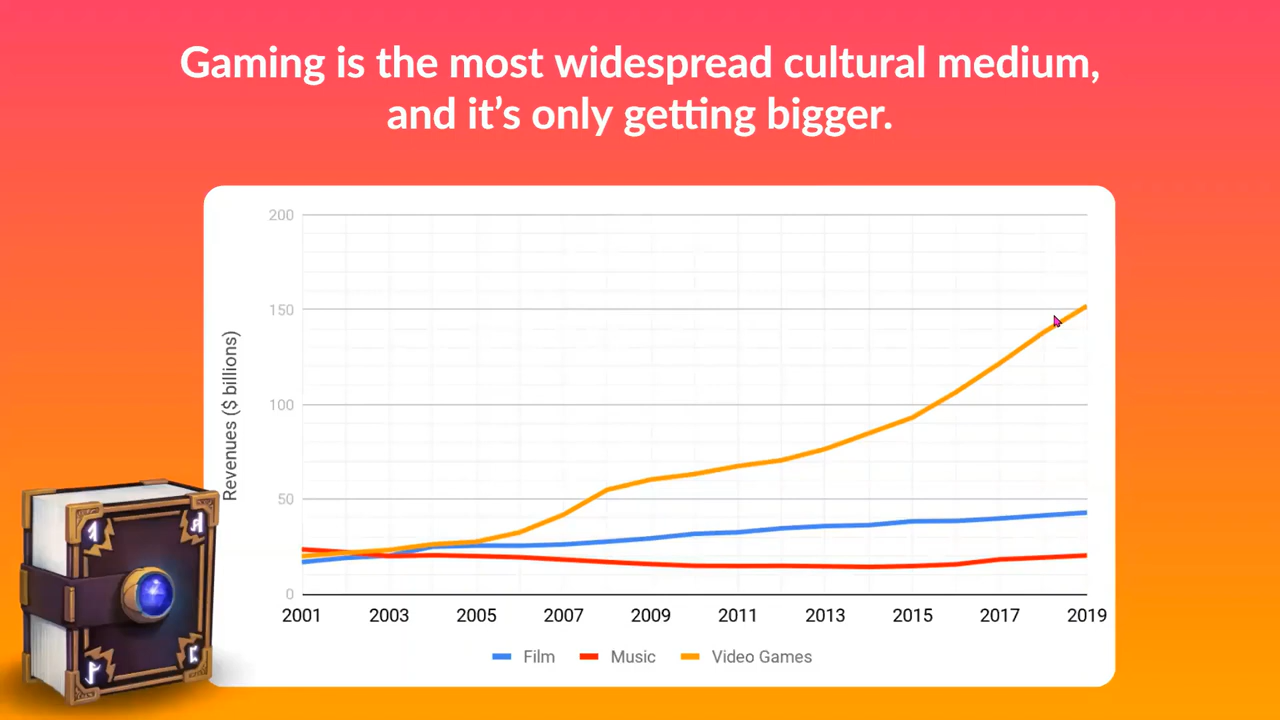 Gaming is the most widespread cultural medium,
and it's only getting bigger.
200
150
100
50
0
Revenues ($ billions)
2001 2003 2005 2007 2009 2011 2013 2015 2017 2019
Film Music Video Games